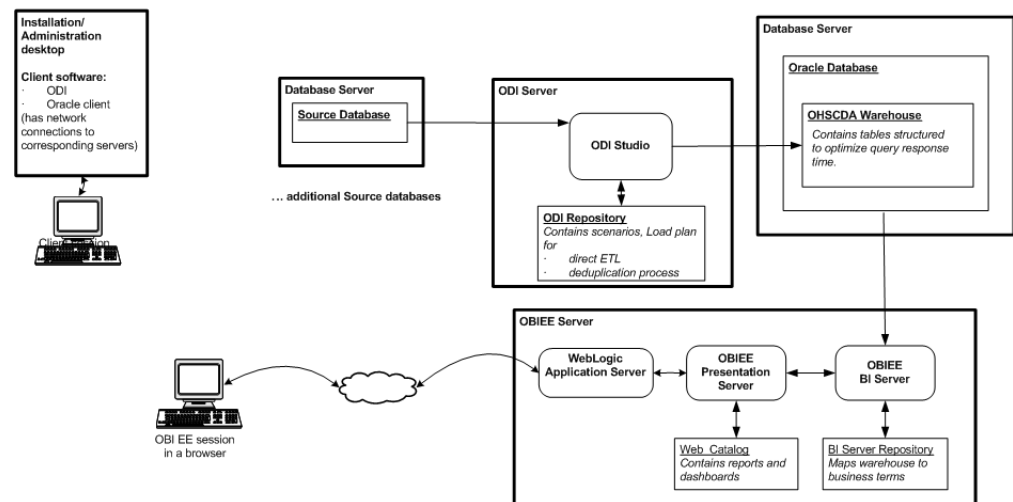 Installation/
Administration
desktop
Client software:
· ODI
· Oracle client
(has network
connections to
corresponding servers)
Client session
Database Server
Source Database
... additional Source databases
ODI Server
ODI Studio
ODI Repository
Contains scenarios, Load plan
for
· direct ETL
· deduplication process
Database Server
Oracle Database
OHSCDA Warehouse
Contains tables structured
to optimize query response
time.
OBIEE Server
WebLogic
Application Server
OBIEE
Presentation
Server
OBIEE
BI Server
Web Catalog
Contains reports and
dashboards
BI Server Repository
Maps warehouse to
business terms
OBI EE session
in a browser